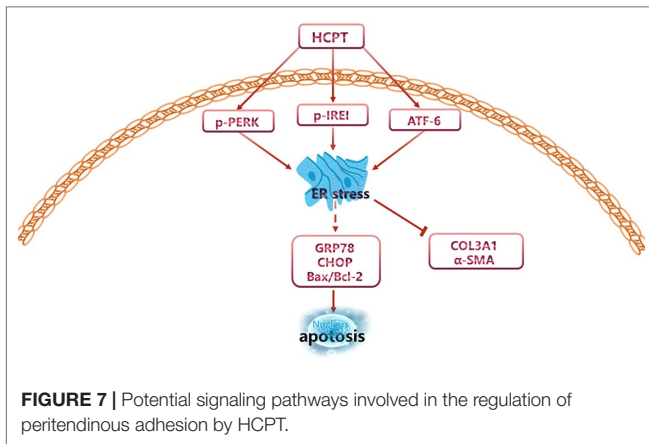 HCPT
p-PERK
p-IREI
ATF-6
ER stress
GRP78
CHOP
Bax/Bcl-2
COL3A1
α-SMA
Nucleus
apotosis
FIGURE 7 | Potential signaling pathways involved in the regulation of
peritendinous adhesion by HCPT.